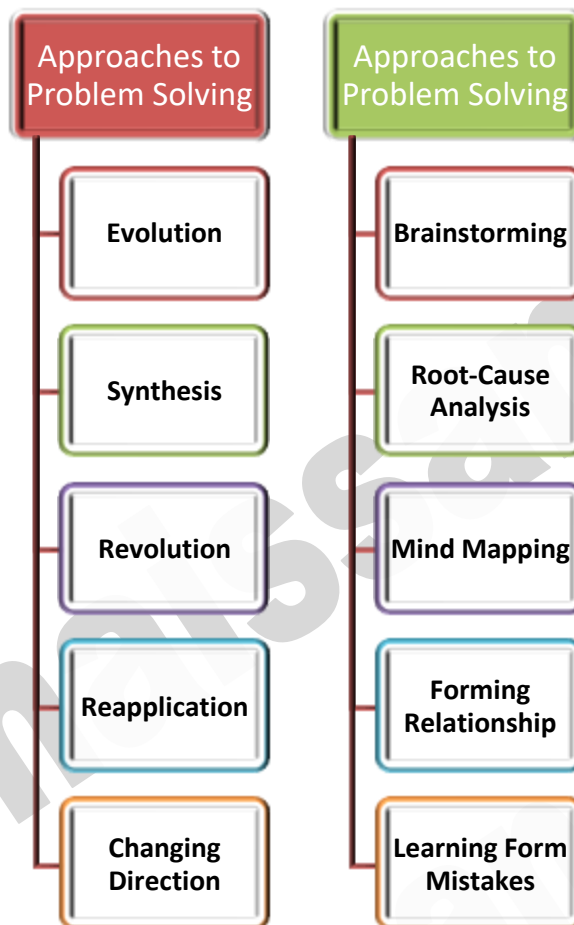 Approaches to
Problem Solving
Evolution
Synthesis
Revolution
Reapplication
Changing
Direction
Approaches to
Problem Solving
Brainstorming
Root-Cause
Analysis
Mind Mapping
Forming
Relationship
Learning Form
Mistakes